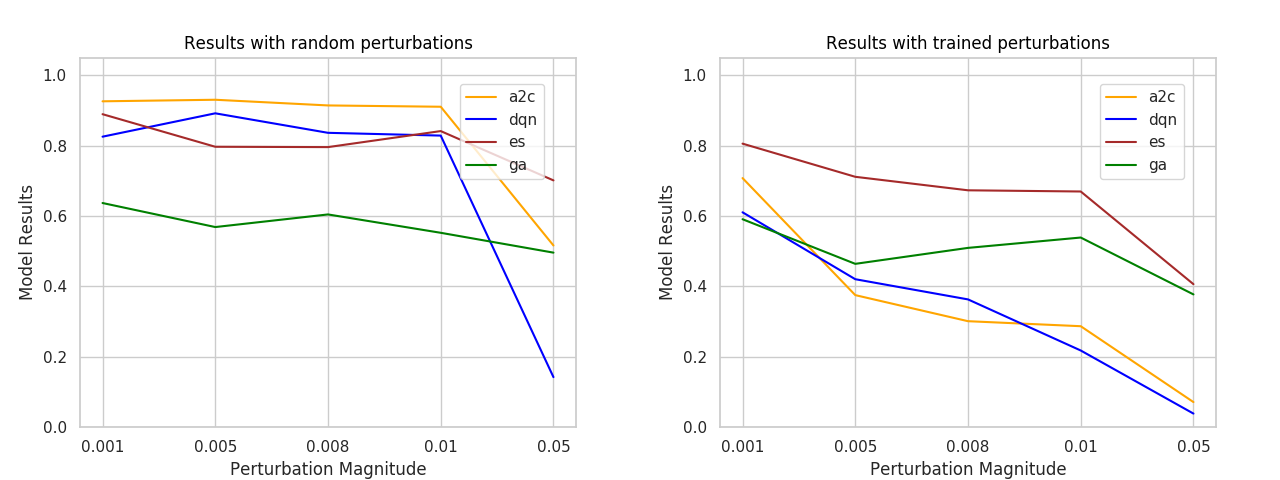 Results with random perturbations
1.0
0.8
0.6
0.4
0.2
0.0
Model Results
a2c
dqn
es
ga
0.001 0.005 0.008 0.01 0.05
Perturbation Magnitude
Results with trained perturbations
1.0
0.8
0.6
0.4
0.2
0.0
Model Results
a2c
dqn
es
ga
0.001 0.005 0.008 0.01 0.05
Perturbation Magnitude